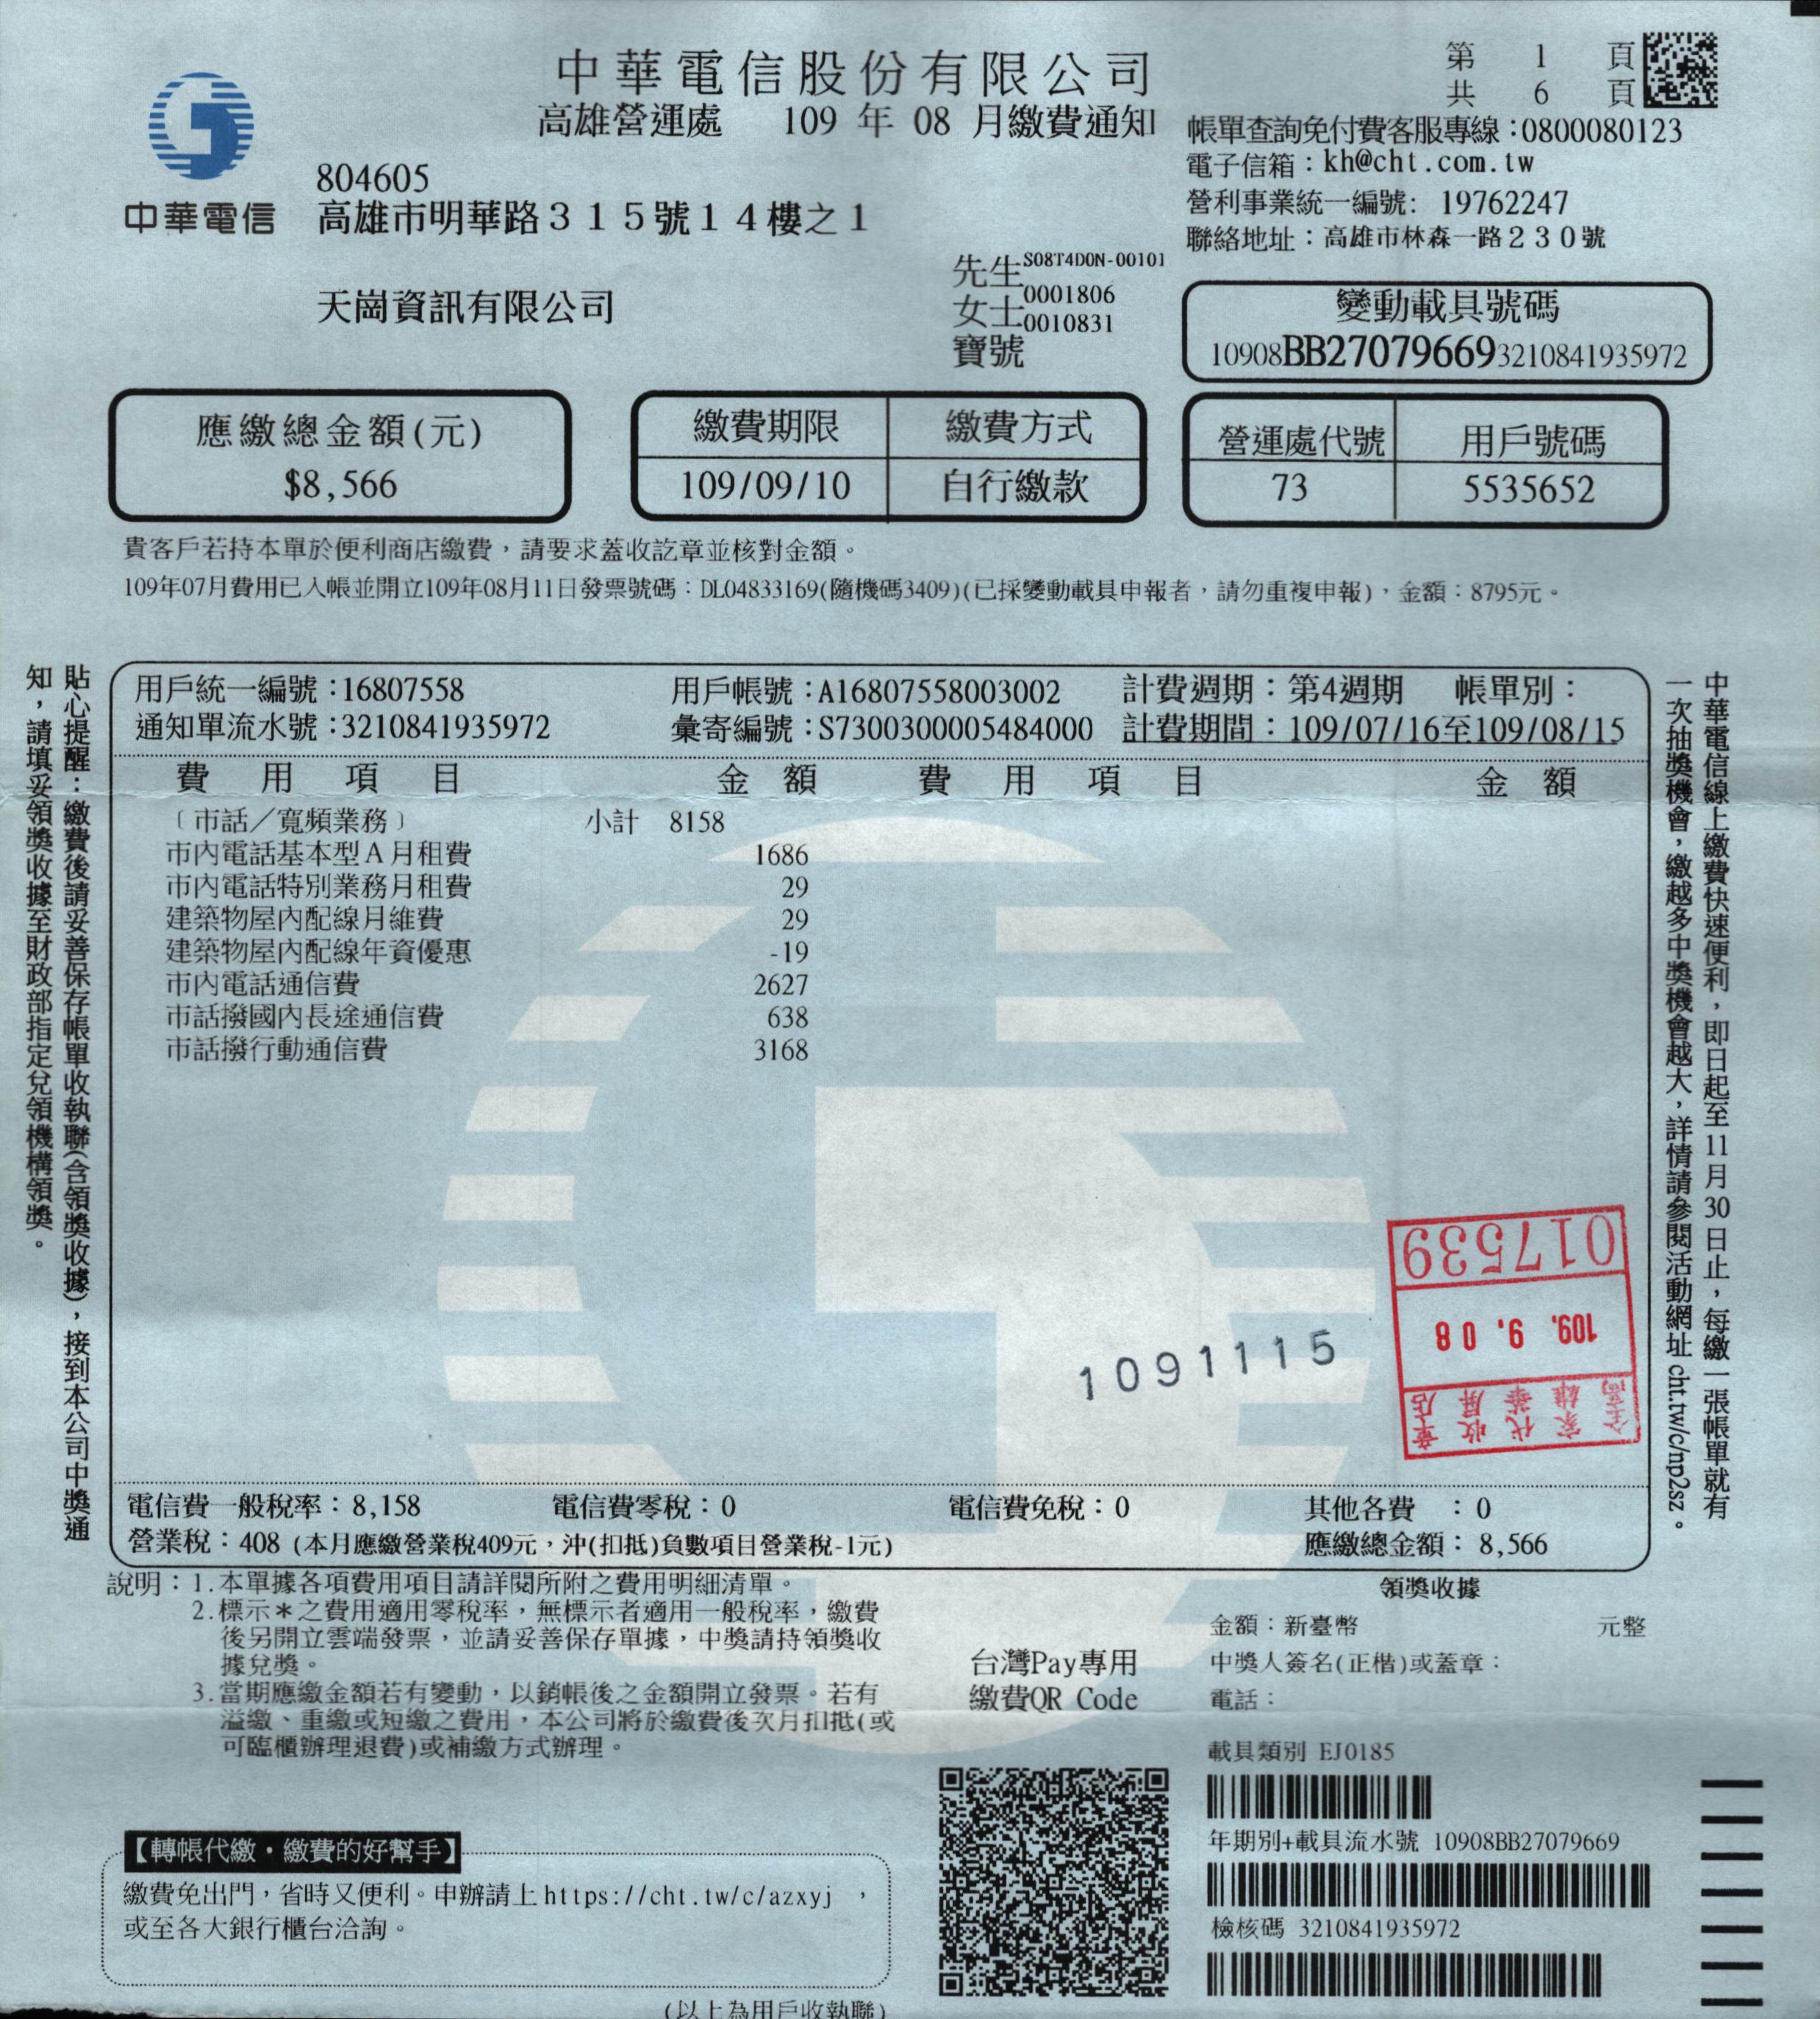 中華電信股份有限公司
高雄營運處 109 年 08 月繳費通知
第 1 頁
共 6 頁
帳單查詢免付費客服專線：0800080123
電子信箱：kh@cht.com.tw
營利事業統一編號: 19762247
聯絡地址：高雄市林森一路２３０號
中華電信
804605
高雄市明華路３１５號１４樓之１
天崗資訊有限公司
先生
女士
寶號
S08T4D0N-00101
0001806
0010831
變動載具號碼
10908BB270796693210841935972
應繳總金額(元)
$8,566
繳費期限 繳費方式
109/09/10 自行繳款
營運處代號 用戶號碼
73 5535652
貴客戶若持本單於便利商店繳費，請要求蓋收訖章並核對金額。
109年07月費用已入帳並開立109年08月11日發票號碼：DL04833169(隨機碼3409)(已採變動載具申報者，請勿重複申報)，金額：8795元。
貼心提醒：繳費後請妥善保存帳單收執聯(含領獎收據)，接到本公司中獎通
知，請填妥領獎收據至財政部指定兌領機構領獎。
用戶統一編號：16807558 用戶帳號：A16807558003002 計費週期：第4週期 帳單別：
通知單流水號：3210841935972 彙寄編號：S7300300005484000 計費期間：109/07/16至109/08/15
費用項目 金額 費用項目 金額
〔市話／寬頻業務〕 小計 8158
市內電話基本型Ａ月租費 1686
市內電話特別業務月租費 29
建築物屋內配線月維費 29
建築物屋內配線年資優惠 -19
市內電話通信費 2627
市話撥國內長途通信費 638
市話撥行動通信費 3168
中華電信線上繳費快速便利，即日起至11月30日止，每繳一張帳單就有
一次抽獎機會，繳越多中獎機會越大，詳情請參閱活動網址cht.tw/c/np2sz。
1091115
全家代收章
高雄華屏店
109. 9. 08
017539
電信費一般稅率：8,158 電信費零稅：0 電信費免稅：0 其他各費 ：0
營業稅：408 (本月應繳營業稅409元，沖(扣抵)負數項目營業稅-1元) 應繳總金額：8,566
說明：1.本單據各項費用項目請詳閱所附之費用明細清單。
2.標示＊之費用適用零稅率，無標示者適用一般稅率，繳費
後另開立雲端發票，並請妥善保存單據，中獎請持領獎收
據兌獎。
3.當期應繳金額若有變動，以銷帳後之金額開立發票。若有
溢繳、重繳或短繳之費用，本公司將於繳費後次月扣抵(或
可臨櫃辦理退費)或補繳方式辦理。
台灣Pay專用
繳費QR Code
領獎收據
金額：新臺幣 元整
中獎人簽名(正楷)或蓋章：
電話：
載具類別 EJ0185
年期別+載具流水號 10908BB27079669
檢核碼 3210841935972
【轉帳代繳・繳費的好幫手】
繳費免出門，省時又便利。申辦請上https://cht.tw/c/azxyj ，
或至各大銀行櫃台洽詢。
(以上為用戶收執聯)